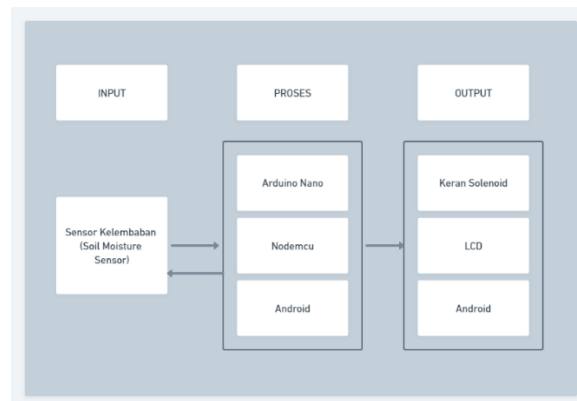 INPUT
PROSES
OUTPUT
Sensor Kelembaban
(Soil Moisture
Sensor)
Arduino Nano
Nodemcu
Android
Keran Solenoid
LCD
Android